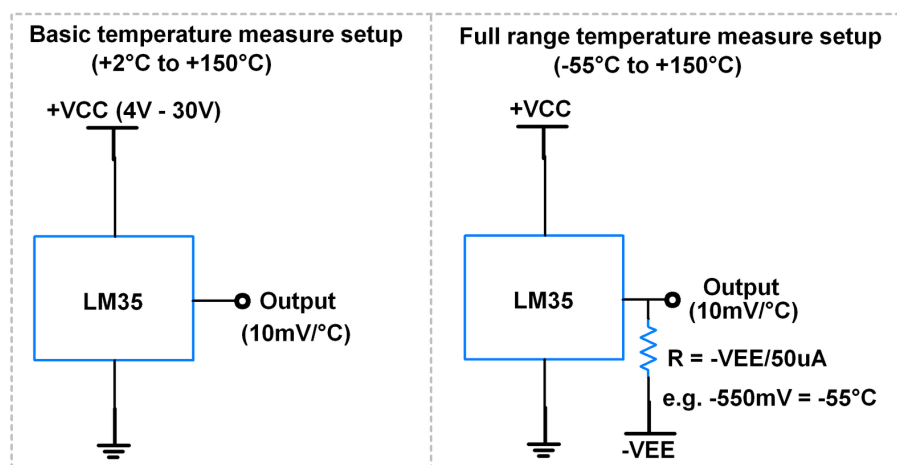 Basic temperature measure setup
(+2°C to +150°C)
+VCC (4V - 30V)
LM35
Output
(10mV/°C)
Full range temperature measure setup
(-55°C to +150°C)
+VCC
LM35
Output
(10mV/°C)
R = -VEE/50uA
e.g. -550mV = -55°C
-VEE